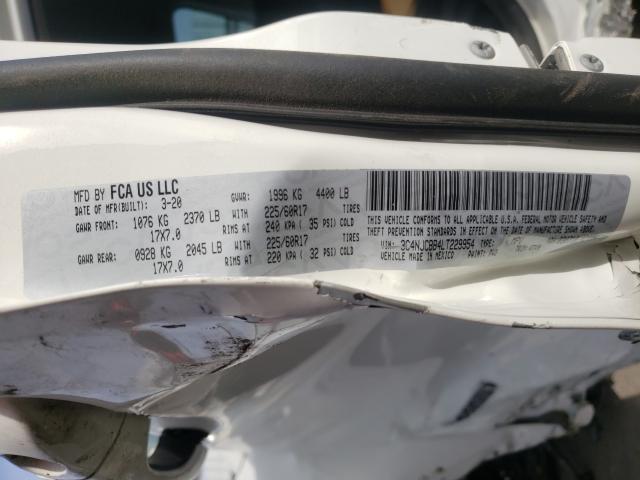 MFD BY FCA US LLC
DATE OF MFR(BUILT): 3-20 GVWR: 1996 KG 4400 LB
GAWR FRONT: 1076 KG 2370 LB WITH 225/60R17 TIRES
17X7.0 RIMS AT 240 KPA ( 35 PSI) COLD
GAWR REAR: 0928 KG 2045 LB WITH 225/60R17 TIRES
17X7.0 RIMS AT 220 KPA ( 32 PSI) COLD
THIS VEHICLE CONFORMS TO ALL APPLICABLE U.S.A. FEDERAL MOTOR VEHICLE SAFETY AND
THEFT PREVENTION STANDARDS IN EFFECT ON THE DATE OF MANUFACTURE SHOWN ABOVE
VIN: 3C4NJCBB4LT229954 TYPE:
VEHICLE MADE IN MEXICO PAINT: PW2